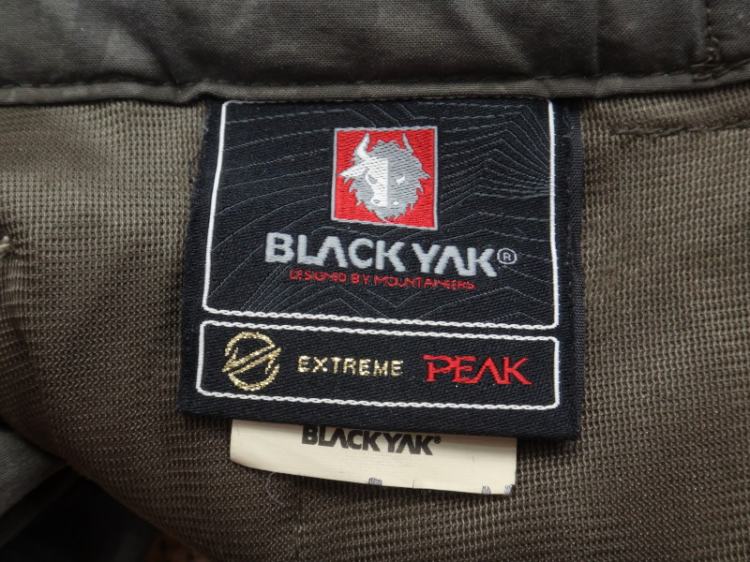 BLACKYAK®
DESIGNED BY MOUNTAINEERS
EXTREME PEAK
BLACKYAK®